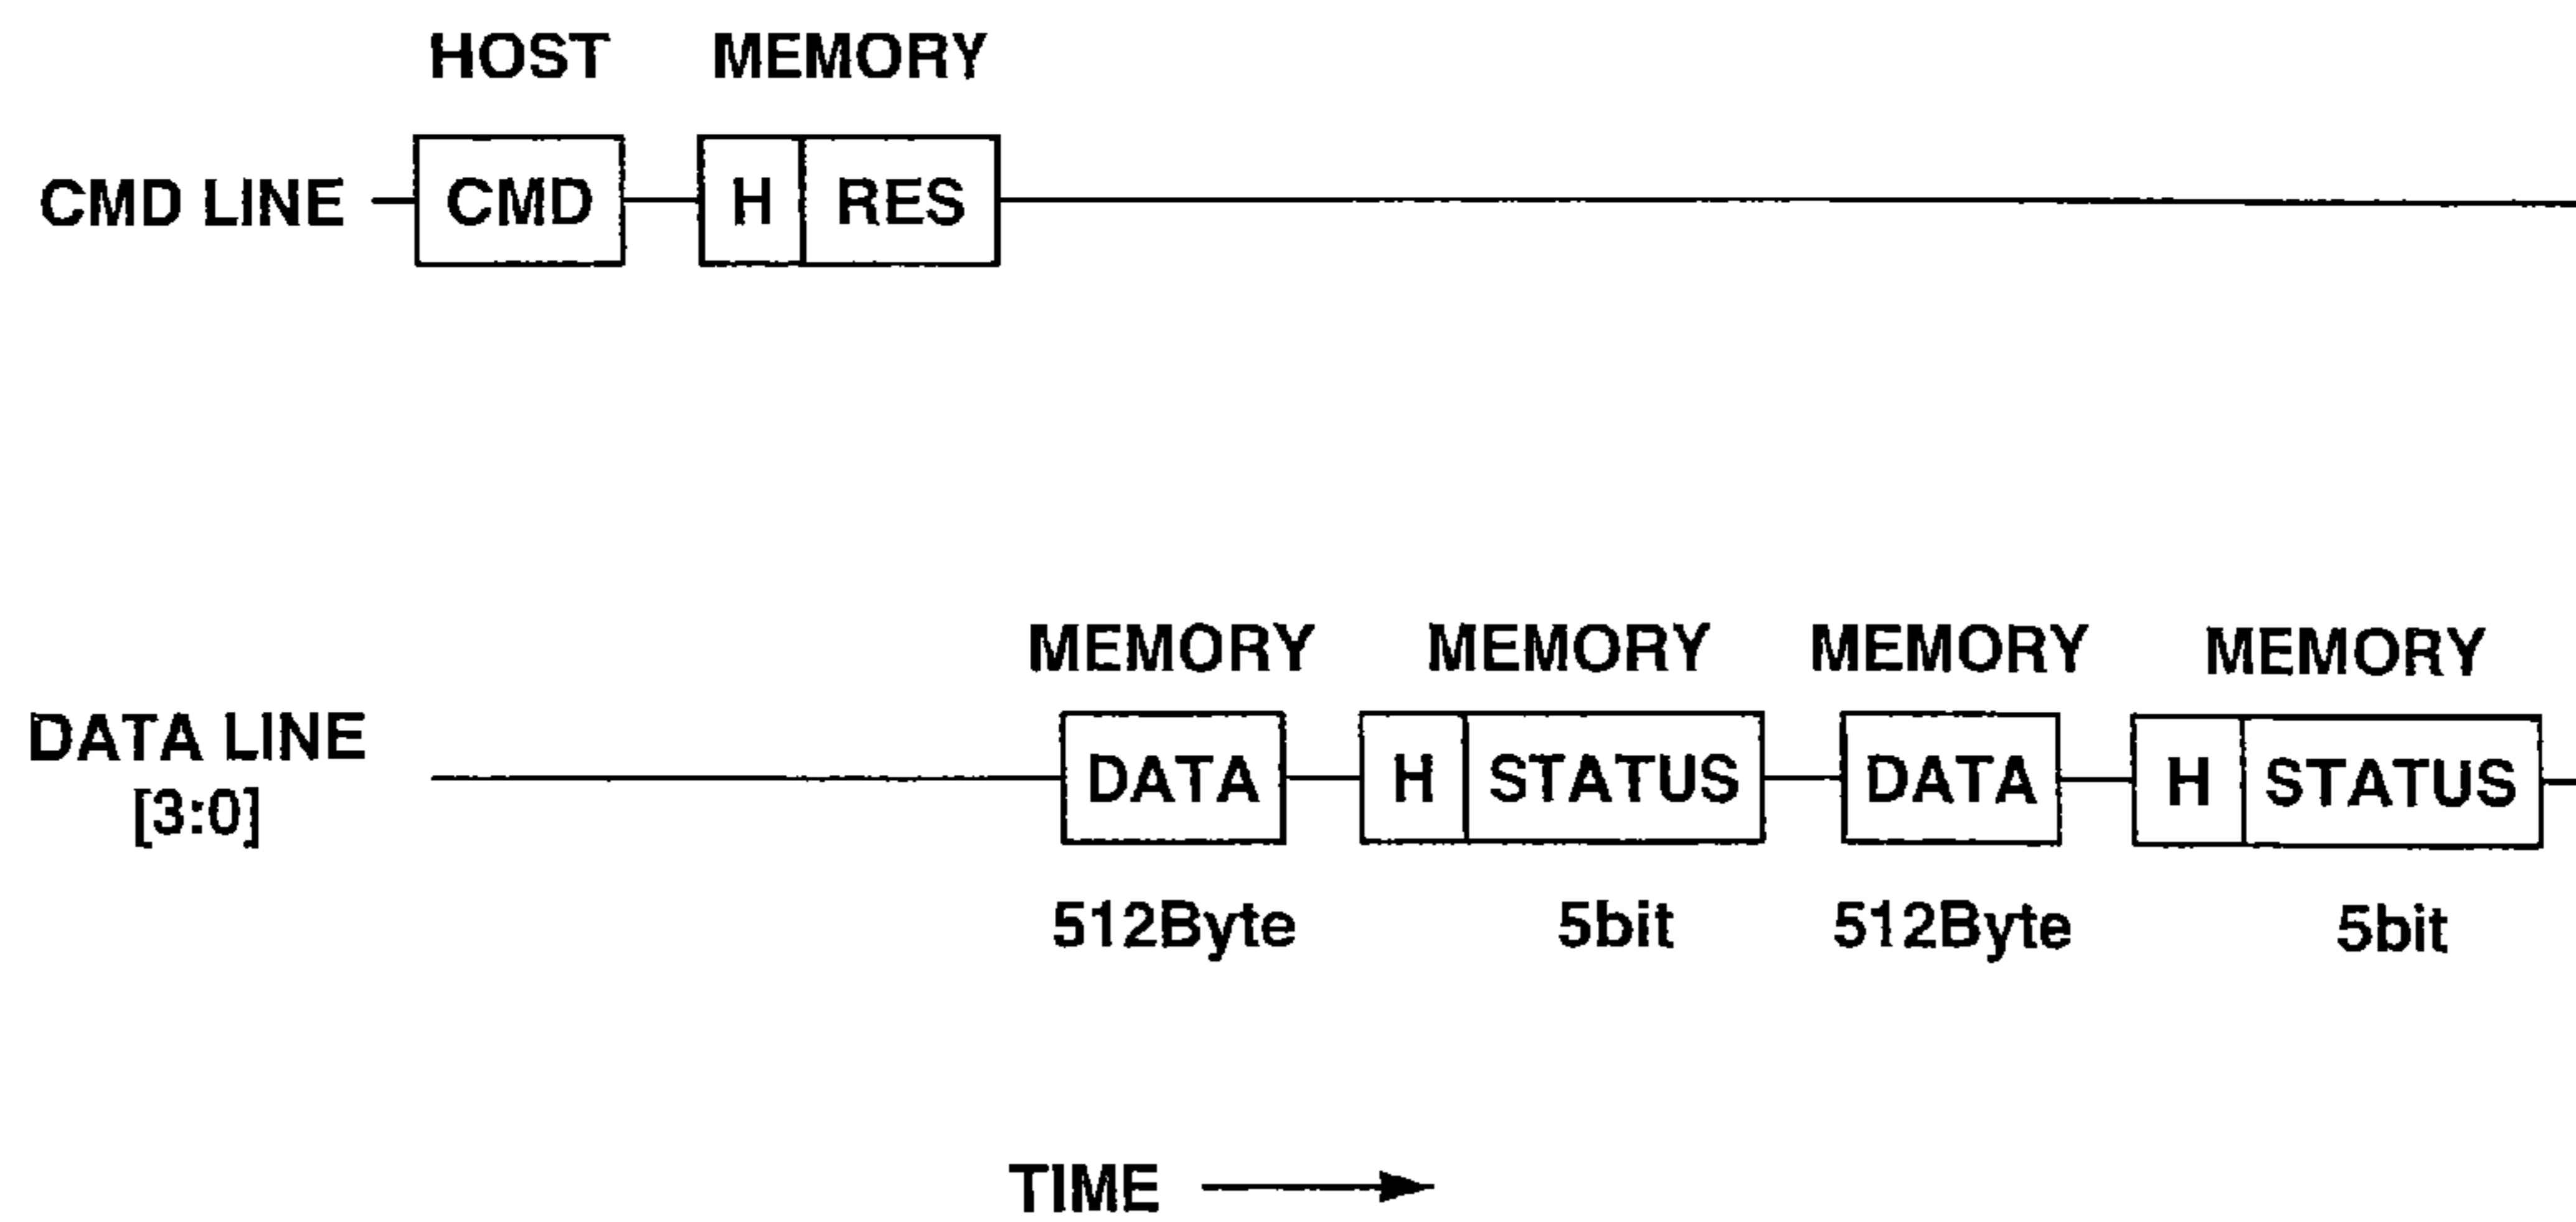 HOST MEMORY
CMD LINE CMD H RES
MEMORY MEMORY MEMORY MEMORY
DATA LINE
[3:0]
DATA H STATUS DATA H STATUS
512Byte 5bit 512Byte 5bit
TIME